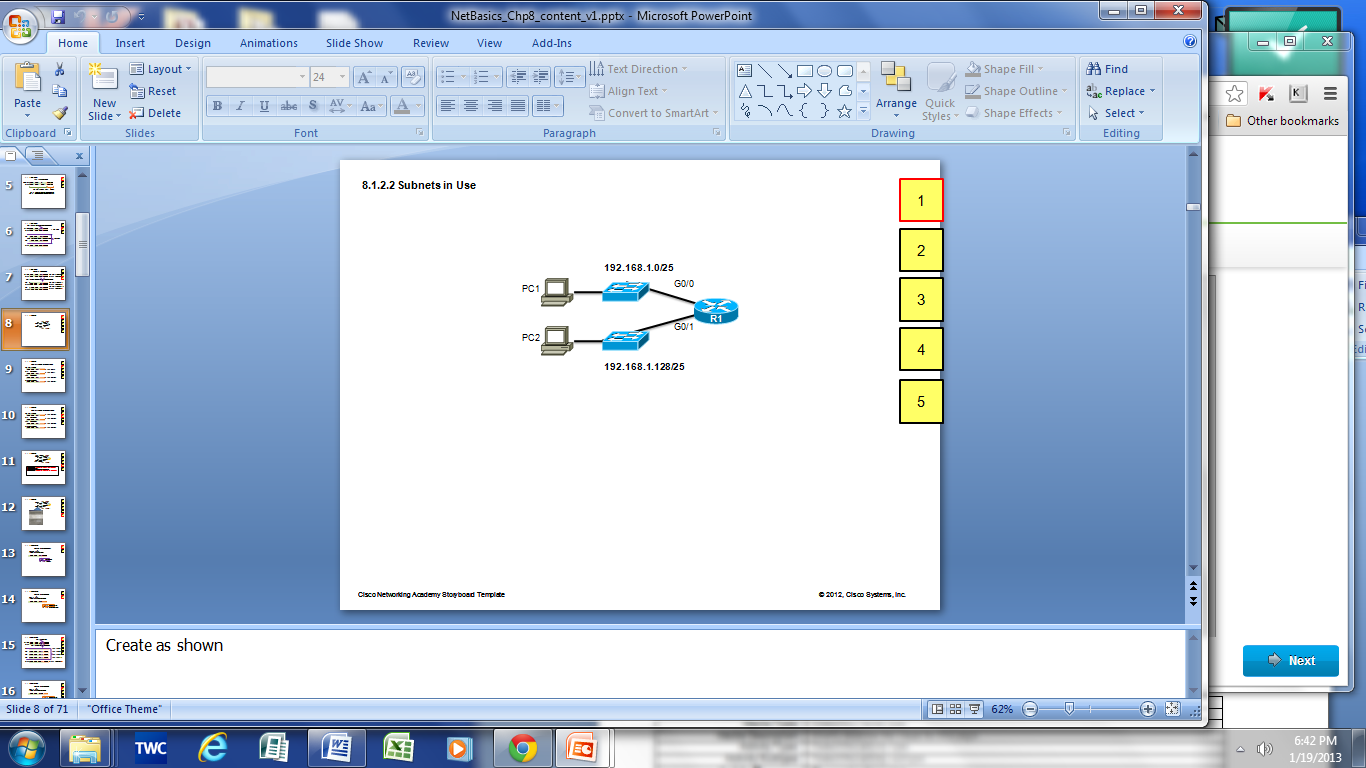 NetBasics_Chp8_content_v1.pptx - Microsoft PowerPoint
Home Insert Design Animations Slide Show Review View Add-Ins
Paste
Clipboard
New
Slide
Layout
Reset
Delete
Slides
24
B I U abc S AV Aa A
Font
Text Direction
Align Text
Convert to SmartArt
Paragraph
Arrange
Quick
Styles
Shape Fill
Shape Outline
Shape Effects
Drawing
Find
Replace
Select
Editing
Other bookmarks
5
6
7
8
9
10
11
12
13
14
15
16
8.1.2.2 Subnets in Use
192.168.1.0/25
PC1
G0/0
R1
G0/1
PC2
192.168.1.128/25
1
2
3
4
5
Cisco Networking Academy Storyboard Template
© 2012, Cisco Systems, Inc.
Create as shown
Next
Slide 8 of 71
"Office Theme"
62%
TWC
6:42 PM
1/19/2013